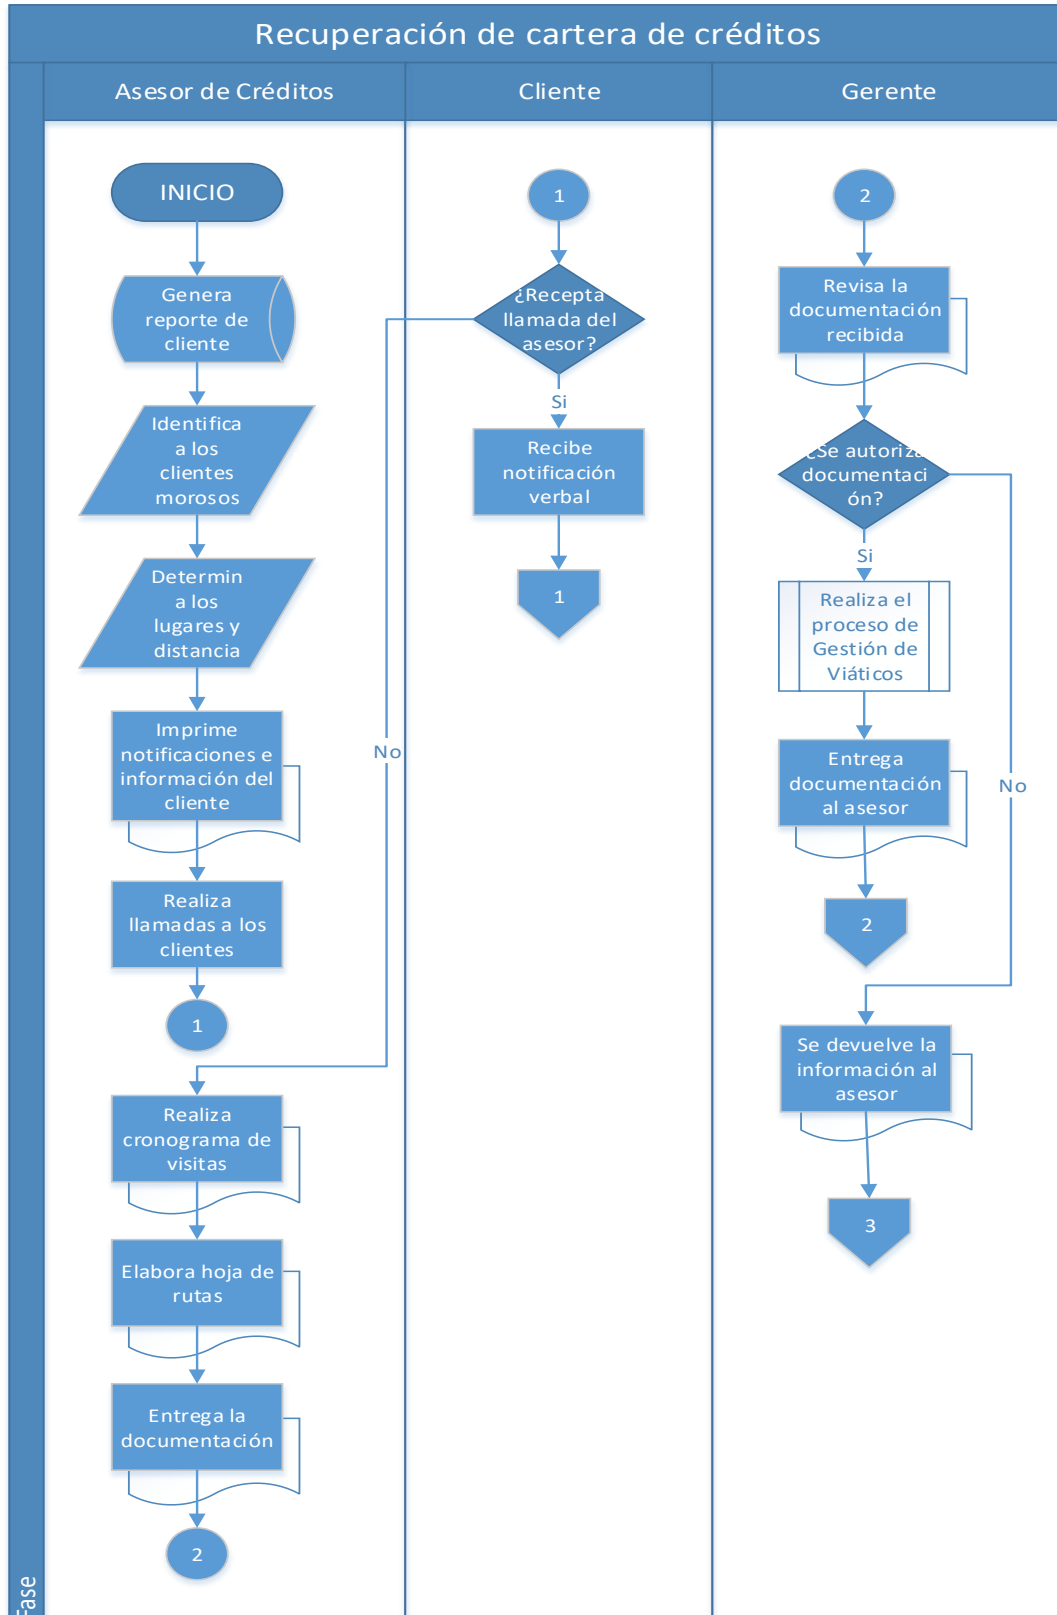 Recuperación de cartera de créditos
Asesor de Créditos
Cliente
Gerente
INICIO
Genera
reporte de
cliente
Identifica
a los
clientes
morosos
Determin
a los
lugares y
distancia
Imprime
notificaciones e
información del
cliente
Realiza
llamadas a los
clientes
1
Realiza
cronograma de
visitas
Elabora hoja de
rutas
Entrega la
documentación
2
1
¿Recepta
llamada del
asesor?
Si
No
Recibe
notificación
verbal
1
2
Revisa la
documentación
recibida
¿Se autoriza
documentaci
ón?
Si
No
Realiza el
proceso de
Gestión de
Viáticos
Entrega
documentación
al asesor
2
Se devuelve la
información al
asesor
3
Fase